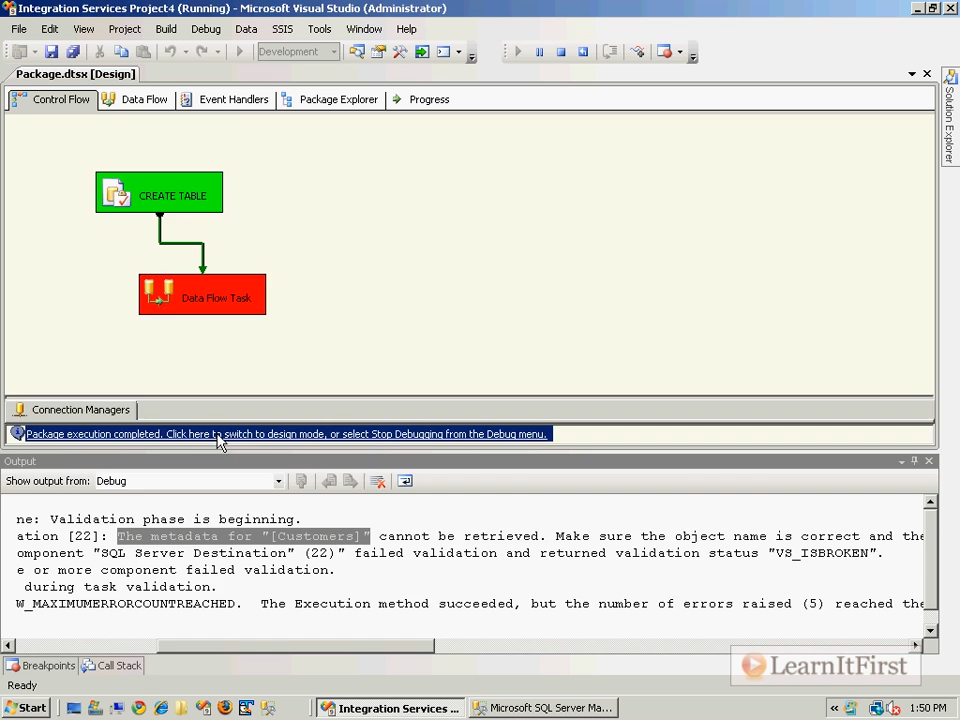 Integration Services Project4 (Running) - Microsoft Visual Studio (Administrator)
File Edit View Project Build Debug Data SSIS Tools Window Help
Development
Package.dtsx [Design]
Control Flow Data Flow Event Handlers Package Explorer Progress
Solution Explorer
CREATE TABLE
Data Flow Task
Connection Managers
Package execution completed. Click here to switch to design mode, or select Stop Debugging from the Debug menu.
Output
Show output from: Debug
ne: Validation phase is beginning.
ation [22]: The metadata for "[Customers]" cannot be retrieved. Make sure the object name is correct and the
omponent "SQL Server Destination" (22)" failed validation and returned validation status "VS_ISBROKEN".
e or more component failed validation.
during task validation.
W_MAXIMUMERRORCOUNTREACHED.  The Execution method succeeded, but the number of errors raised (5) reached the
Breakpoints Call Stack
LearnItFirst
Ready
Start Integration Services ... Microsoft SQL Server Ma... 1:50 PM